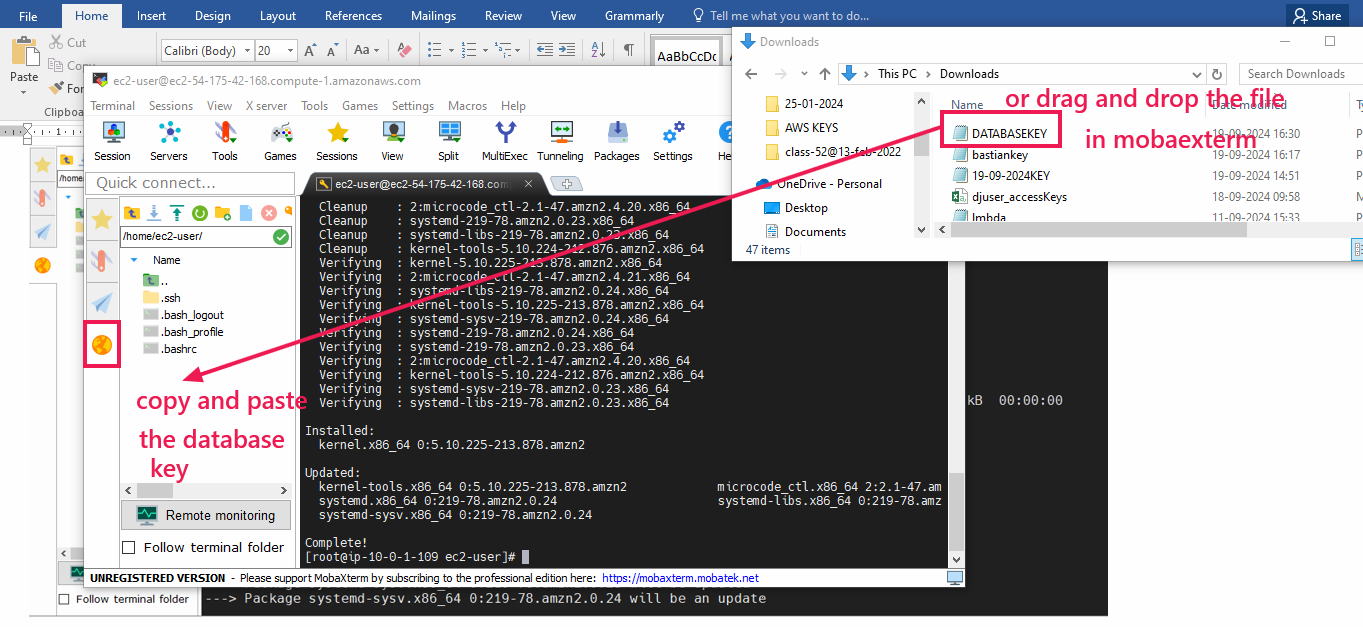 File Home Insert Design Layout References Mailings Review View Grammarly Tell me what you want to do... Share
Cut
Calibri (Body) 20 Aa
AaBbCcDc
Copy
Paste
For
Clipboa
1
/home
Follow terminal folder
ec2-user@ec2-54-175-42-168.compute-1.amazonaws.com
Terminal Sessions View X server Tools Games Settings Macros Help
Session Servers Tools Games Sessions View Split MultiExec Tunneling Packages Settings He
Quick connect...
ec2-user@ec2-54-175-42-168.com
/home/ec2-user/
Name
..
.ssh
.bash_logout
.bash_profile
.bashrc
copy and paste
the database
key
Remote monitoring
Follow terminal folder
Cleanup : 2:microcode_ctl-2.1-47.amzn2.4.20.x86_64
Cleanup : systemd-219-78.amzn2.0.23.x86_64
Cleanup : systemd-libs-219-78.amzn2.0.23.x86_64
Cleanup : kernel-tools-5.10.224-212.876.amzn2.x86_64
Verifying : kernel-5.10.225-213.878.amzn2.x86_64
Verifying : 2:microcode_ctl-2.1-47.amzn2.4.21.x86_64
Verifying : systemd-libs-219-78.amzn2.0.24.x86_64
Verifying : kernel-tools-5.10.225-213.878.amzn2.x86_64
Verifying : systemd-sysv-219-78.amzn2.0.24.x86_64
Verifying : systemd-219-78.amzn2.0.24.x86_64
Verifying : systemd-219-78.amzn2.0.23.x86_64
Verifying : 2:microcode_ctl-2.1-47.amzn2.4.20.x86_64
Verifying : kernel-tools-5.10.224-212.876.amzn2.x86_64
Verifying : systemd-sysv-219-78.amzn2.0.23.x86_64
Verifying : systemd-libs-219-78.amzn2.0.23.x86_64
Installed:
kernel.x86_64 0:5.10.225-213.878.amzn2
Updated:
kernel-tools.x86_64 0:5.10.225-213.878.amzn2 microcode_ctl.x86_64 2:2.1-47.am
systemd.x86_64 0:219-78.amzn2.0.24 systemd-libs.x86_64 0:219-78.amz
systemd-sysv.x86_64 0:219-78.amzn2.0.24
Complete!
[root@ip-10-0-1-109 ec2-user]#
UNREGISTERED VERSION - Please support MobaXterm by subscribing to the professional edition here: https://mobaxterm.mobatek.net
---> Package systemd-sysv.x86_64 0:219-78.amzn2.0.24 will be an update
kB 00:00:00
Downloads
This PC > Downloads
Search Downloads
or drag and drop the file
in mobaexterm
25-01-2024
AWS KEYS
class-52@13-feb-2022
OneDrive - Personal
Desktop
Documents
Name Date modified Ty
DATABASEKEY 19-09-2024 16:30 P
bastiankey 19-09-2024 16:17 P
19-09-2024KEY 19-09-2024 14:51 P
djuser_accessKeys 18-09-2024 09:58 M
lmbda 11-09-2024 15:33 P
47 items